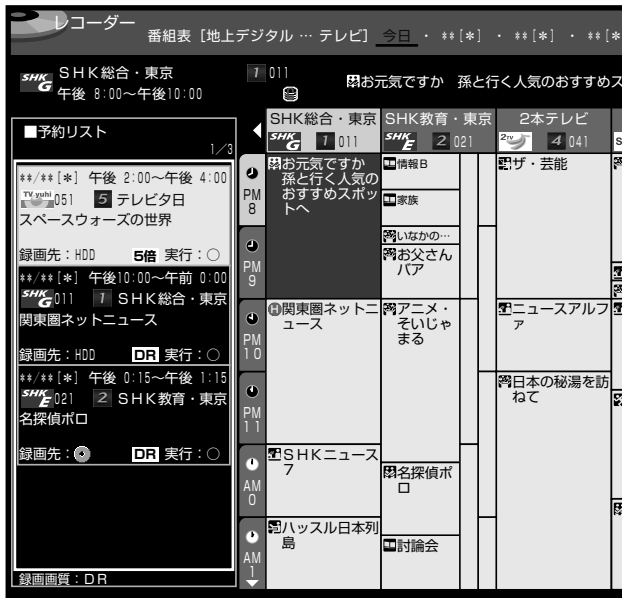 レコーダー
番組表［地上デジタル … テレビ］ 今日 ・ **[*] ・ **[*] ・ **[*
SHK G SHK総合・東京 1 011 お元気ですか 孫と行く人気のおすすめス
午後 8:00～午後10:00
■予約リスト
1／3
**/**[*] 午後 2:00～午後 4:00
TV yuhi 051 5 テレビタ日
スペースウォーズの世界
録画先：HDD 5倍 実行：○
**/**[*] 午後10:00～午前 0:00
SHK G 011 1 SHK総合・東京
関東圏ネットニュース
録画先：HDD DR 実行：○
**/**[*] 午後 0:15～午後 1:15
SHK E 021 2 SHK教育・東京
名探偵ポロ
録画先： DR 実行：○
録画画質：DR
SHK総合・東京 SHK教育・東京 2本テレビ
SHK G 1 011 SHK E 2 021 2tv 4 041 S
PM
8
PM
9
PM
10
PM
11
AM
0
AM
1
お元気ですか
孫と行く人気の
おすすめスポッ
トへ
H関東圏ネットニ
ュース
SHKニュース
7
ハッスル日本列
島
情報B
家族
いなかの…
お父さん
バア
アニメ・
そいじゃ
まる
名探偵ポ
ロ
討論会
ザ・芸能
ニュースアルフ
ァ
日本の秘湯を訪
ねて